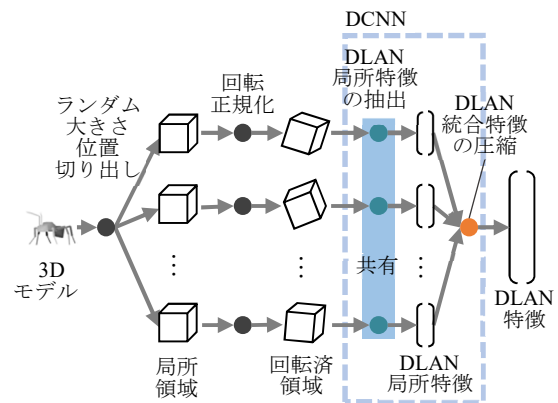 DCNN
DLAN
局所特徴
の抽出
回転
正規化
ランダム
大きさ
位置
切り出し
DLAN
統合特徴
の圧縮
3D
モデル
⋮
⋮
共有
⋮
局所
領域
回転済
領域
DLAN
局所特徴
DLAN
特徴